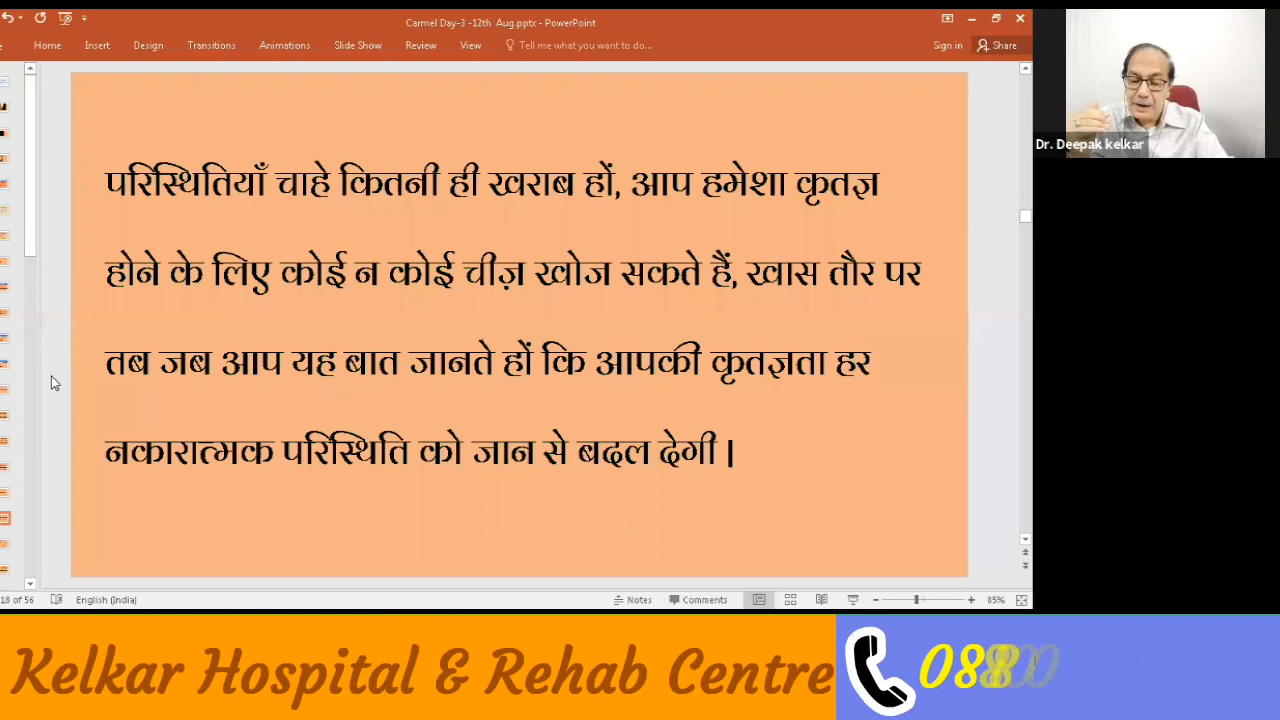 Carmel Day-3 -12th Aug.pptx - PowerPoint
Home Insert Design Transitions Animations Slide Show Review View Tell me what you want to do... Sign in Share
परिस्थितियाँ चाहे कितनी ही खराब हों, आप हमेशा कृतज्ञ
होने के लिए कोई न कोई चीज़ खोज सकते हैं, खास तौर पर
तब जब आप यह बात जानते हों कि आपकी कृतज्ञता हर
नकारात्मक परिस्थिति को जान से बदल देगी |
Dr. Deepak kelkar
18 of 56 English (India) Notes Comments 85%
Kelkar Hospital & Rehab Centre